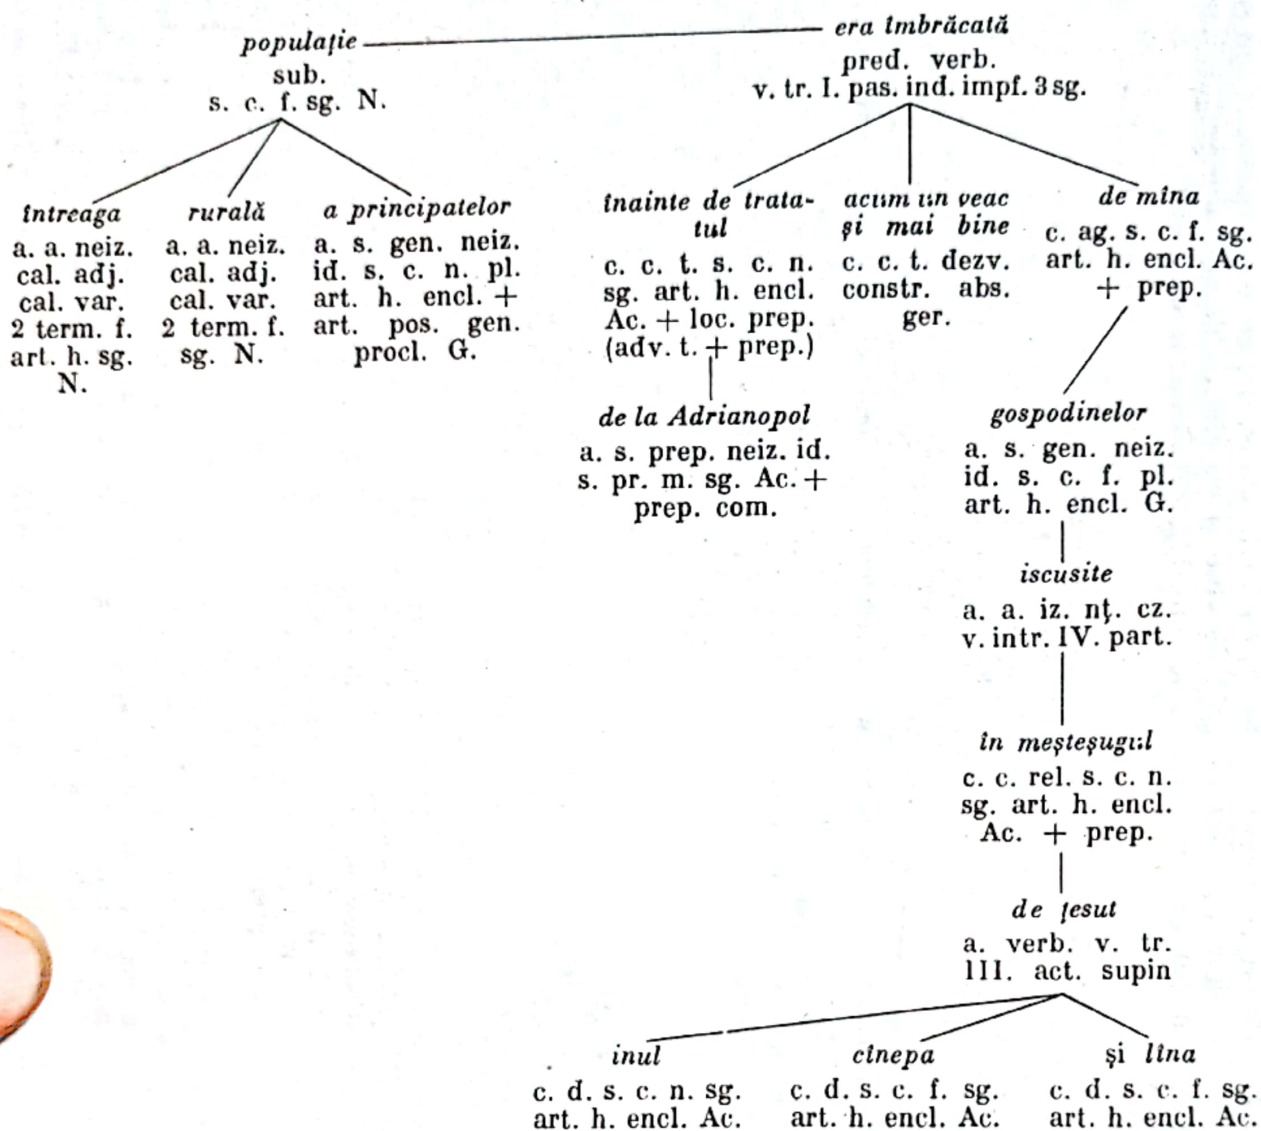 populație
sub.
s. c. f. sg. N.
era îmbrăcată
pred. verb.
v. tr. I. pas. ind. impf. 3 sg.
întreaga
a. a. neiz.
cal. adj.
cal. var.
2 term. f.
art. h. sg.
N.
rurală
a. a. neiz.
cal. adj.
cal. var.
2 term. f.
sg. N.
a principatelor
a. s. gen. neiz.
id. s. c. n. pl.
art. h. encl. +
art. pos. gen.
procl. G.
înainte de trata-
tul
c. c. t. s. c. n.
sg. art. h. encl.
Ac. + loc. prep.
(adv. t. + prep.)
acum un veac
și mai bine
c. c. t. dezv.
constr. abs.
ger.
de mîna
c. ag. s. c. f. sg.
art. h. encl. Ac.
+ prep.
de la Adrianopol
a. s. prep. neiz. id.
s. pr. m. sg. Ac. +
prep. com.
gospodinelor
a. s. gen. neiz.
id. s. c. f. pl.
art. h. encl. G.
iscusite
a. a. iz. nț. cz.
v. intr. IV. part.
în meșteșugul
c. c. rel. s. c. n.
sg. art. h. encl.
Ac. + prep.
de țesut
a. verb. v. tr.
III. act. supin
inul
c. d. s. c. n. sg.
art. h. encl. Ac.
cînepa
c. d. s. c. f. sg.
art. h. encl. Ac.
și lîna
c. d. s. c. f. sg.
art. h. encl. Ac.